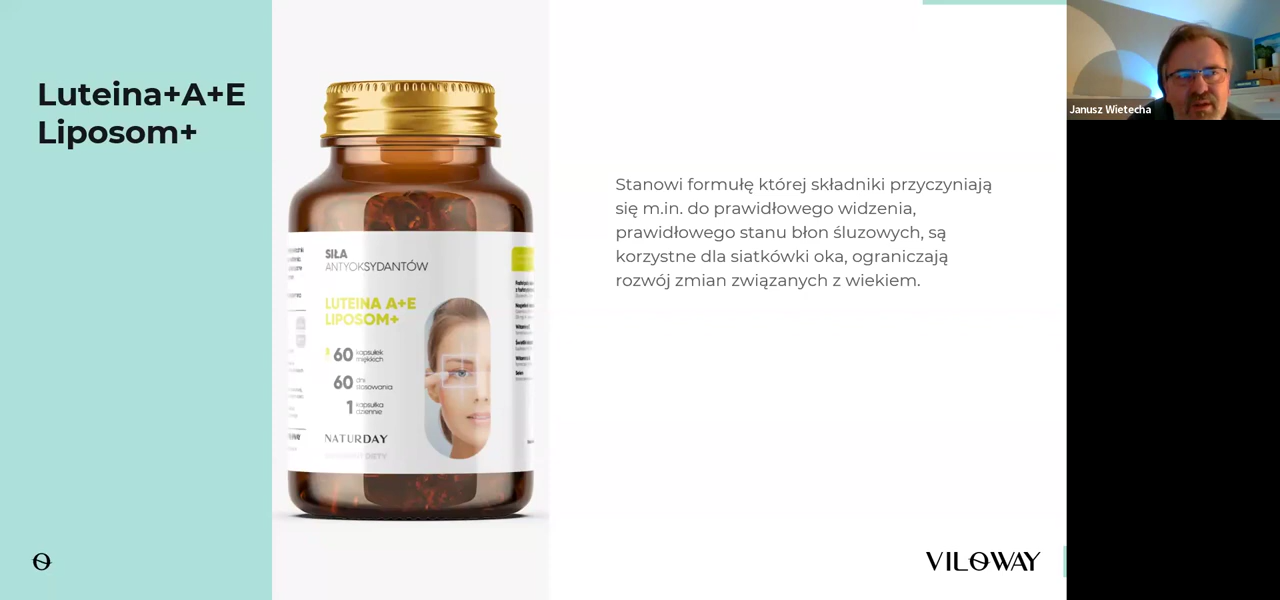 Luteina+A+E
Liposom+
SIŁA
ANTYOKSYDANTÓW
LUTEINA A+E
LIPOSOM+
60 kapsułek
miękkich
60 dni
stosowania
1 kapsułka
dziennie
NATURDAY
Stanowi formułę której składniki przyczyniają
się m.in. do prawidłowego widzenia,
prawidłowego stanu błon śluzowych, są
korzystne dla siatkówki oka, ograniczają
rozwój zmian związanych z wiekiem.
VILOWAY
Janusz Wietecha